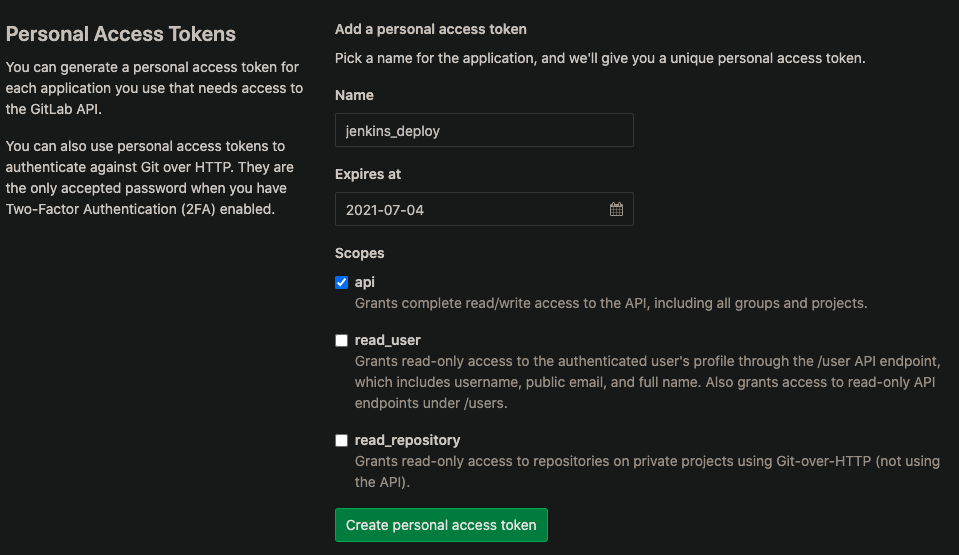 Personal Access Tokens
You can generate a personal access token for
each application you use that needs access to
the GitLab API.
You can also use personal access tokens to
authenticate against Git over HTTP. They are
the only accepted password when you have
Two-Factor Authentication (2FA) enabled.
Add a personal access token
Pick a name for the application, and we'll give you a unique personal access token.
Name
jenkins_deploy
Expires at
2021-07-04
Scopes
api
Grants complete read/write access to the API, including all groups and projects.
read_user
Grants read-only access to the authenticated user's profile through the /user API endpoint,
which includes username, public email, and full name. Also grants access to read-only API
endpoints under /users.
read_repository
Grants read-only access to repositories on private projects using Git-over-HTTP (not using
the API).
Create personal access token